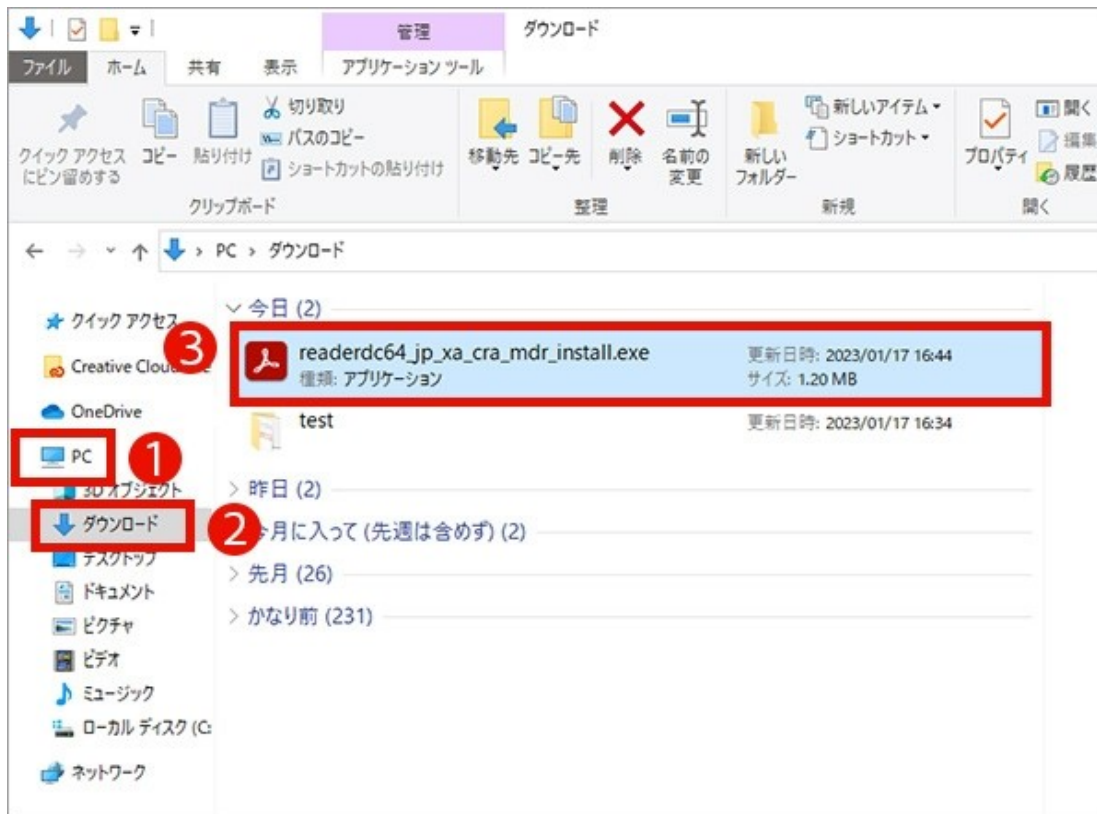 管理
ダウンロード
ファイル
ホーム
共有
表示
アプリケーション ツール
クイック アクセス
にピン留めする
コピー
貼り付け
切り取り
パスのコピー
ショートカットの貼り付け
クリップボード
移動先
コピー先
削除
名前の
変更
整理
新しい
フォルダー
新しいアイテム
ショートカット
新規
プロパティ
開く
編集
履歴
開く
PC › ダウンロード
クイック アクセス
Creative Clou
OneDrive
PC
3D オブジェクト
ダウンロード
デスクトップ
ドキュメント
ピクチャ
ビデオ
ミュージック
ローカル ディスク (C:
ネットワーク
1
2
3
今日 (2)
readerdc64_jp_xa_cra_mdr_install.exe
種類: アプリケーション
更新日時: 2023/01/17 16:44
サイズ: 1.20 MB
test
更新日時: 2023/01/17 16:34
昨日 (2)
今月に入って (先週は含めず) (2)
先月 (26)
かなり前 (231)